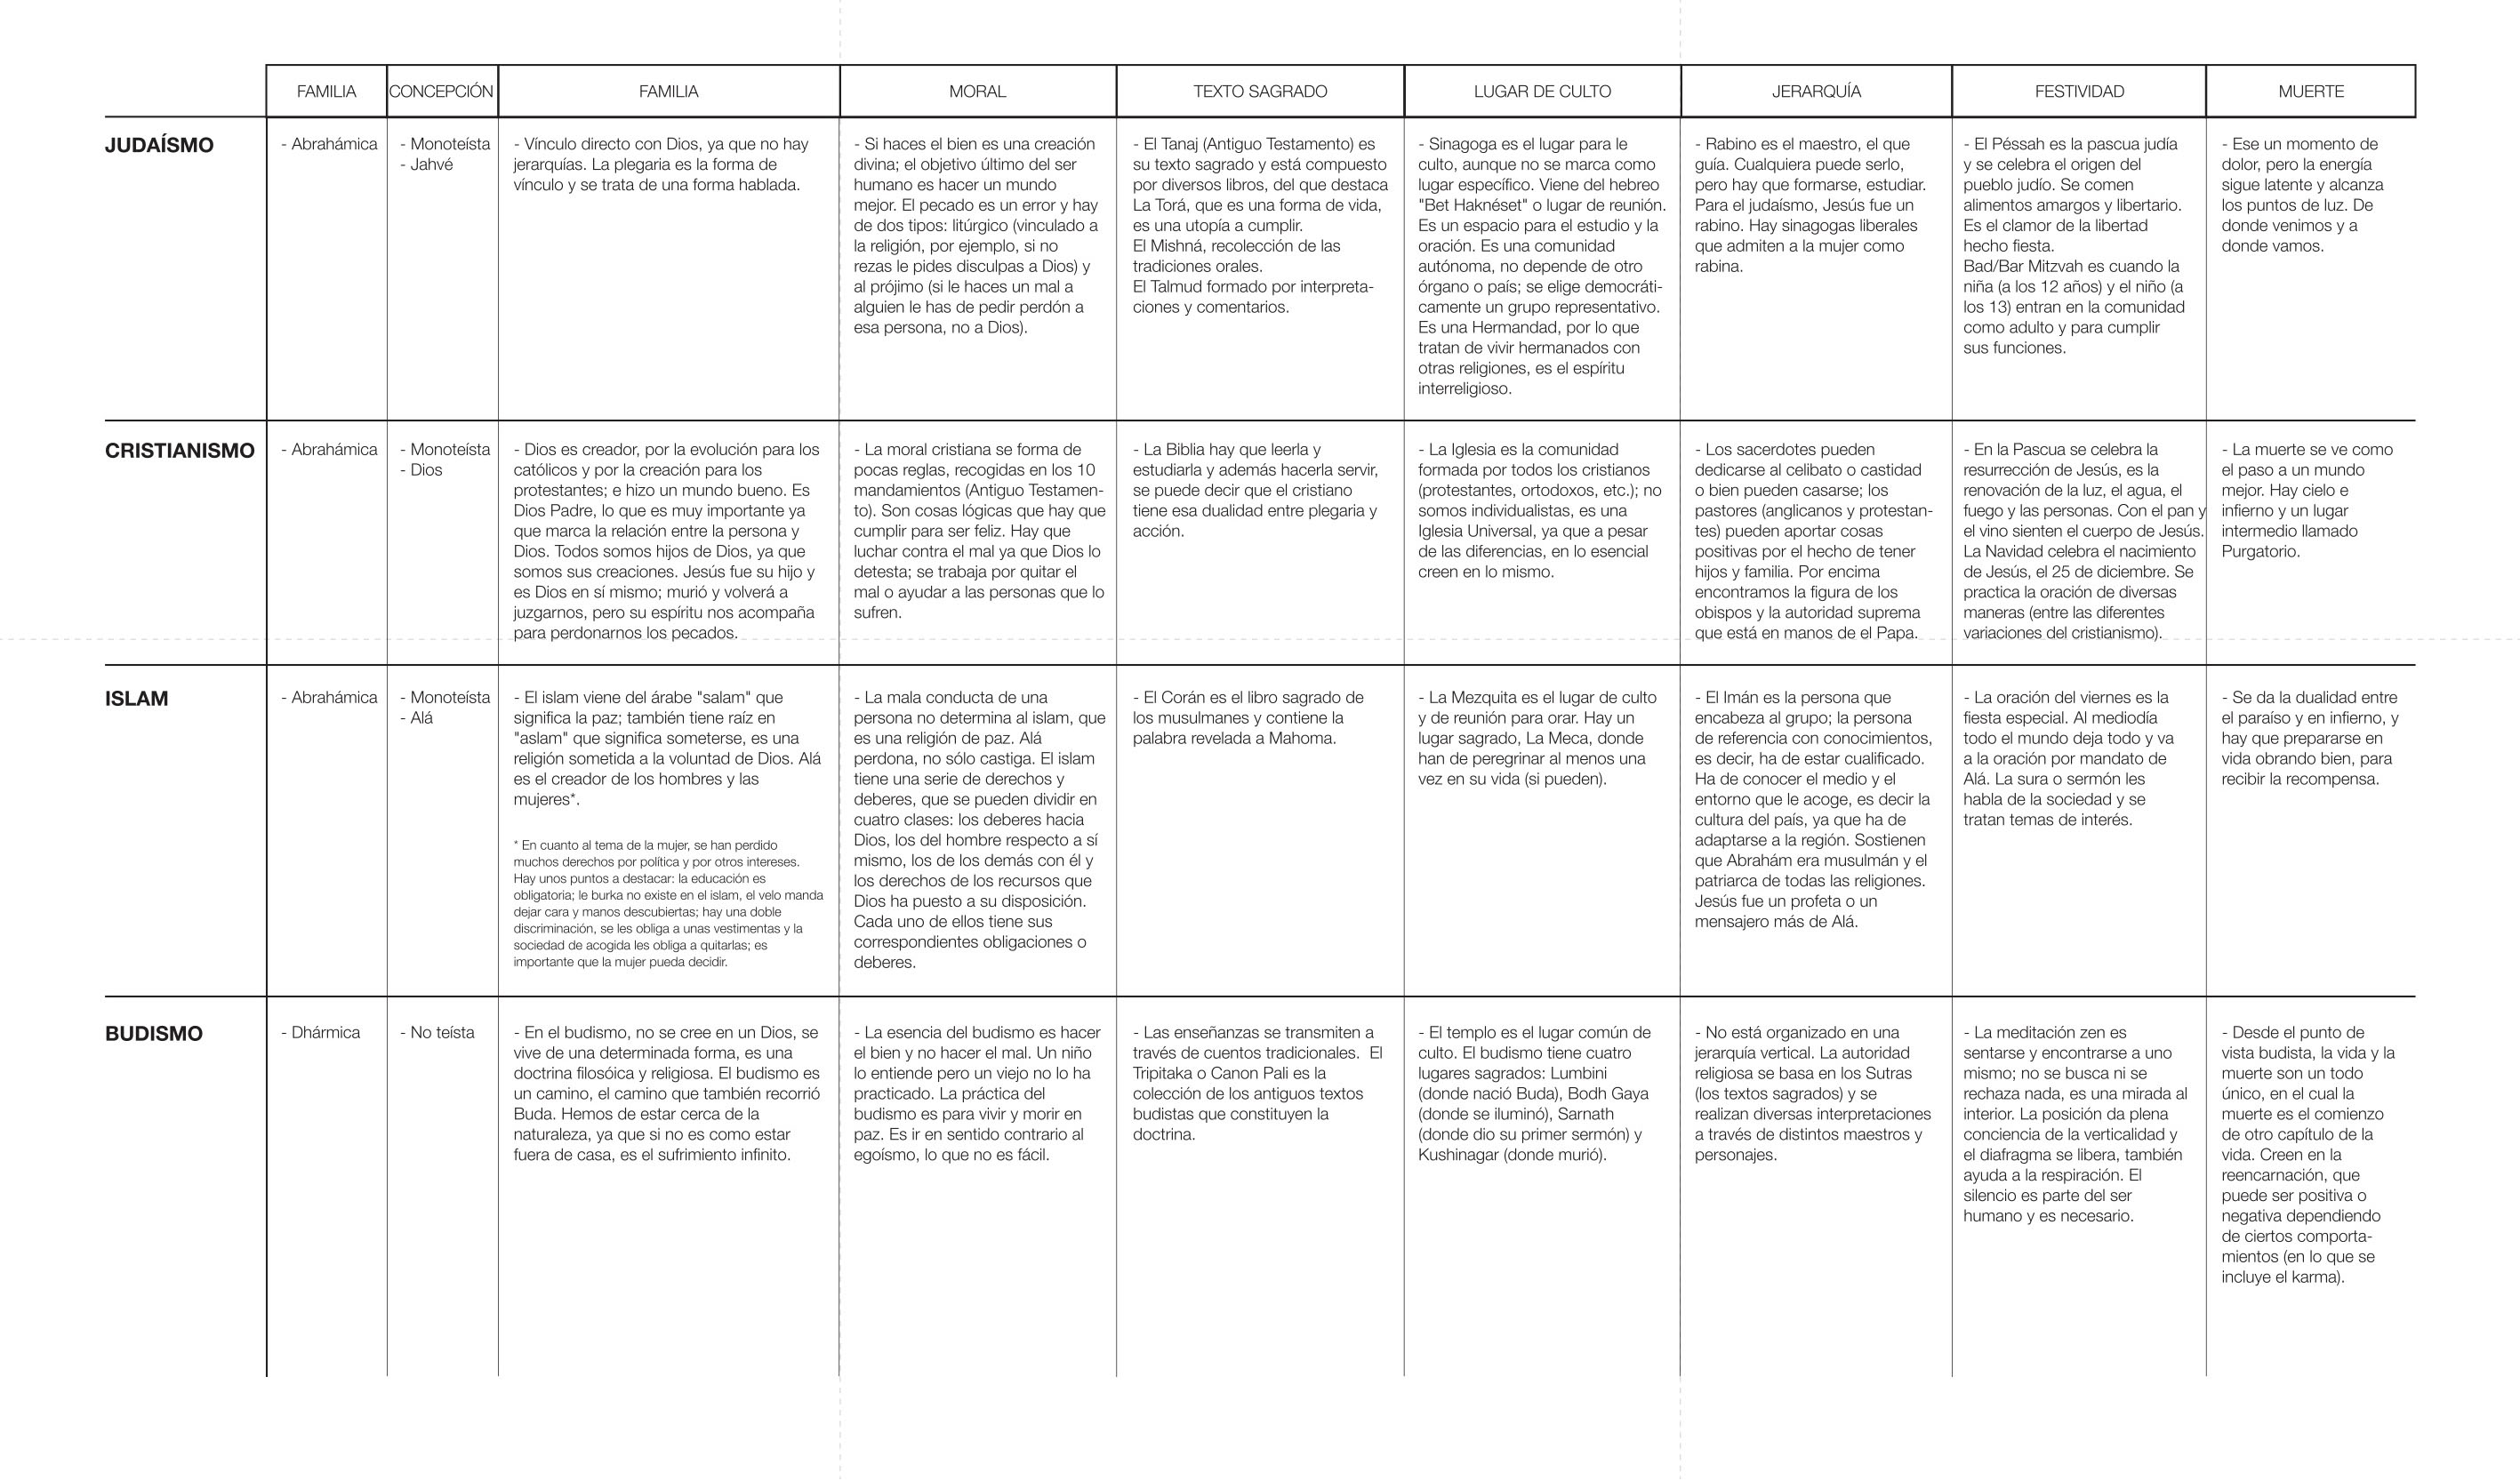 FAMILIA
CONCEPCIÓN
FAMILIA
MORAL
TEXTO SAGRADO
LUGAR DE CULTO
JERARQUÍA
FESTIVIDAD
MUERTE
JUDAÍSMO
- Abrahámica
- Monoteísta
- Jahvé
- Vínculo directo con Dios, ya que no hay
jerarquías. La plegaria es la forma de
vínculo y se trata de una forma hablada.
- Si haces el bien es una creación
divina; el objetivo último del ser
humano es hacer un mundo
mejor. El pecado es un error y hay
de dos tipos: litúrgico (vinculado a
la religión, por ejemplo, si no
rezas le pides disculpas a Dios) y
al prójimo (si le haces un mal a
alguien le has de pedir perdón a
esa persona, no a Dios).
- El Tanaj (Antiguo Testamento) es
su texto sagrado y está compuesto
por diversos libros, del que destaca
La Torá, que es una forma de vida,
es una utopía a cumplir.
El Mishná, recolección de las
tradiciones orales.
El Talmud formado por interpreta-
ciones y comentarios.
- Sinagoga es el lugar para le
culto, aunque no se marca como
lugar específico. Viene del hebreo
"Bet Haknéset" o lugar de reunión.
Es un espacio para el estudio y la
oración. Es una comunidad
autónoma, no depende de otro
órgano o país; se elige democráti-
camente un grupo representativo.
Es una Hermandad, por lo que
tratan de vivir hermanados con
otras religiones, es el espíritu
interreligioso.
- Rabino es el maestro, el que
guía. Cualquiera puede serlo,
pero hay que formarse, estudiar.
Para el judaísmo, Jesús fue un
rabino. Hay sinagogas liberales
que admiten a la mujer como
rabina.
- El Péssah es la pascua judía
y se celebra el origen del
pueblo judío. Se comen
alimentos amargos y libertario.
Es el clamor de la libertad
hecho fiesta.
Bad/Bar Mitzvah es cuando la
niña (a los 12 años) y el niño (a
los 13) entran en la comunidad
como adulto y para cumplir
sus funciones.
- Ese un momento de
dolor, pero la energía
sigue latente y alcanza
los puntos de luz. De
donde venimos y a
donde vamos.
CRISTIANISMO
- Abrahámica
- Monoteísta
- Dios
- Dios es creador, por la evolución para los
católicos y por la creación para los
protestantes; e hizo un mundo bueno. Es
Dios Padre, lo que es muy importante ya
que marca la relación entre la persona y
Dios. Todos somos hijos de Dios, ya que
somos sus creaciones. Jesús fue su hijo y
es Dios en sí mismo; murió y volverá a
juzgarnos, pero su espíritu nos acompaña
para perdonarnos los pecados.
- La moral cristiana se forma de
pocas reglas, recogidas en los 10
mandamientos (Antiguo Testamen-
to). Son cosas lógicas que hay que
cumplir para ser feliz. Hay que
luchar contra el mal ya que Dios lo
detesta; se trabaja por quitar el
mal o ayudar a las personas que lo
sufren.
- La Biblia hay que leerla y
estudiarla y además hacerla servir,
se puede decir que el cristiano
tiene esa dualidad entre plegaria y
acción.
- La Iglesia es la comunidad
formada por todos los cristianos
(protestantes, ortodoxos, etc.); no
somos individualistas, es una
Iglesia Universal, ya que a pesar
de las diferencias, en lo esencial
creen en lo mismo.
- Los sacerdotes pueden
dedicarse al celibato o castidad
o bien pueden casarse; los
pastores (anglicanos y protestan-
tes) pueden aportar cosas
positivas por el hecho de tener
hijos y familia. Por encima
encontramos la figura de los
obispos y la autoridad suprema
que está en manos de el Papa.
- En la Pascua se celebra la
resurrección de Jesús, es la
renovación de la luz, el agua, el
fuego y las personas. Con el pan y
el vino sienten el cuerpo de Jesús.
La Navidad celebra el nacimiento
de Jesús, el 25 de diciembre. Se
practica la oración de diversas
maneras (entre las diferentes
variaciones del cristianismo).
- La muerte se ve como
el paso a un mundo
mejor. Hay cielo e
infierno y un lugar
intermedio llamado
Purgatorio.
ISLAM
- Abrahámica
- Monoteísta
- Alá
- El islam viene del árabe "salam" que
significa la paz; también tiene raíz en
"aslam" que significa someterse, es una
religión sometida a la voluntad de Dios. Alá
es el creador de los hombres y las
mujeres*.
* En cuanto al tema de la mujer, se han perdido
muchos derechos por política y por otros intereses.
Hay unos puntos a destacar: la educación es
obligatoria; le burka no existe en el islam, el velo manda
dejar cara y manos descubiertas; hay una doble
discriminación, se les obliga a unas vestimentas y la
sociedad de acogida les obliga a quitarlas; es
importante que la mujer pueda decidir.
- La mala conducta de una
persona no determina al islam, que
es una religión de paz. Alá
perdona, no sólo castiga. El islam
tiene una serie de derechos y
deberes, que se pueden dividir en
cuatro clases: los deberes hacia
Dios, los del hombre respecto a sí
mismo, los de los demás con él y
los derechos de los recursos que
Dios ha puesto a su disposición.
Cada uno de ellos tiene sus
correspondientes obligaciones o
deberes.
- El Corán es el libro sagrado de
los musulmanes y contiene la
palabra revelada a Mahoma.
- La Mezquita es el lugar de culto
y de reunión para orar. Hay un
lugar sagrado, La Meca, donde
han de peregrinar al menos una
vez en su vida (si pueden).
- El Imán es la persona que
encabeza al grupo; la persona
de referencia con conocimientos,
es decir, ha de estar cualificado.
Ha de conocer el medio y el
entorno que le acoge, es decir la
cultura del país, ya que ha de
adaptarse a la región. Sostienen
que Abrahám era musulmán y el
patriarca de todas las religiones.
Jesús fue un profeta o un
mensajero más de Alá.
- La oración del viernes es la
fiesta especial. Al mediodía
todo el mundo deja todo y va
a la oración por mandato de
Alá. La sura o sermón les
habla de la sociedad y se
tratan temas de interés.
- Se da la dualidad entre
el paraíso y en infierno, y
hay que prepararse en
vida obrando bien, para
recibir la recompensa.
BUDISMO
- Dhármica
- No teísta
- En el budismo, no se cree en un Dios, se
vive de una determinada forma, es una
doctrina filosóica y religiosa. El budismo es
un camino, el camino que también recorrió
Buda. Hemos de estar cerca de la
naturaleza, ya que si no es como estar
fuera de casa, es el sufrimiento infinito.
- La esencia del budismo es hacer
el bien y no hacer el mal. Un niño
lo entiende pero un viejo no lo ha
practicado. La práctica del
budismo es para vivir y morir en
paz. Es ir en sentido contrario al
egoísmo, lo que no es fácil.
- Las enseñanzas se transmiten a
través de cuentos tradicionales. El
Tripitaka o Canon Pali es la
colección de los antiguos textos
budistas que constituyen la
doctrina.
- El templo es el lugar común de
culto. El budismo tiene cuatro
lugares sagrados: Lumbini
(donde nació Buda), Bodh Gaya
(donde se iluminó), Sarnath
(donde dio su primer sermón) y
Kushinagar (donde murió).
- No está organizado en una
jerarquía vertical. La autoridad
religiosa se basa en los Sutras
(los textos sagrados) y se
realizan diversas interpretaciones
a través de distintos maestros y
personajes.
- La meditación zen es
sentarse y encontrarse a uno
mismo; no se busca ni se
rechaza nada, es una mirada al
interior. La posición da plena
conciencia de la verticalidad y
el diafragma se libera, también
ayuda a la respiración. El
silencio es parte del ser
humano y es necesario.
- Desde el punto de
vista budista, la vida y la
muerte son un todo
único, en el cual la
muerte es el comienzo
de otro capítulo de la
vida. Creen en la
reencarnación, que
puede ser positiva o
negativa dependiendo
de ciertos comporta-
mientos (en lo que se
incluye el karma).